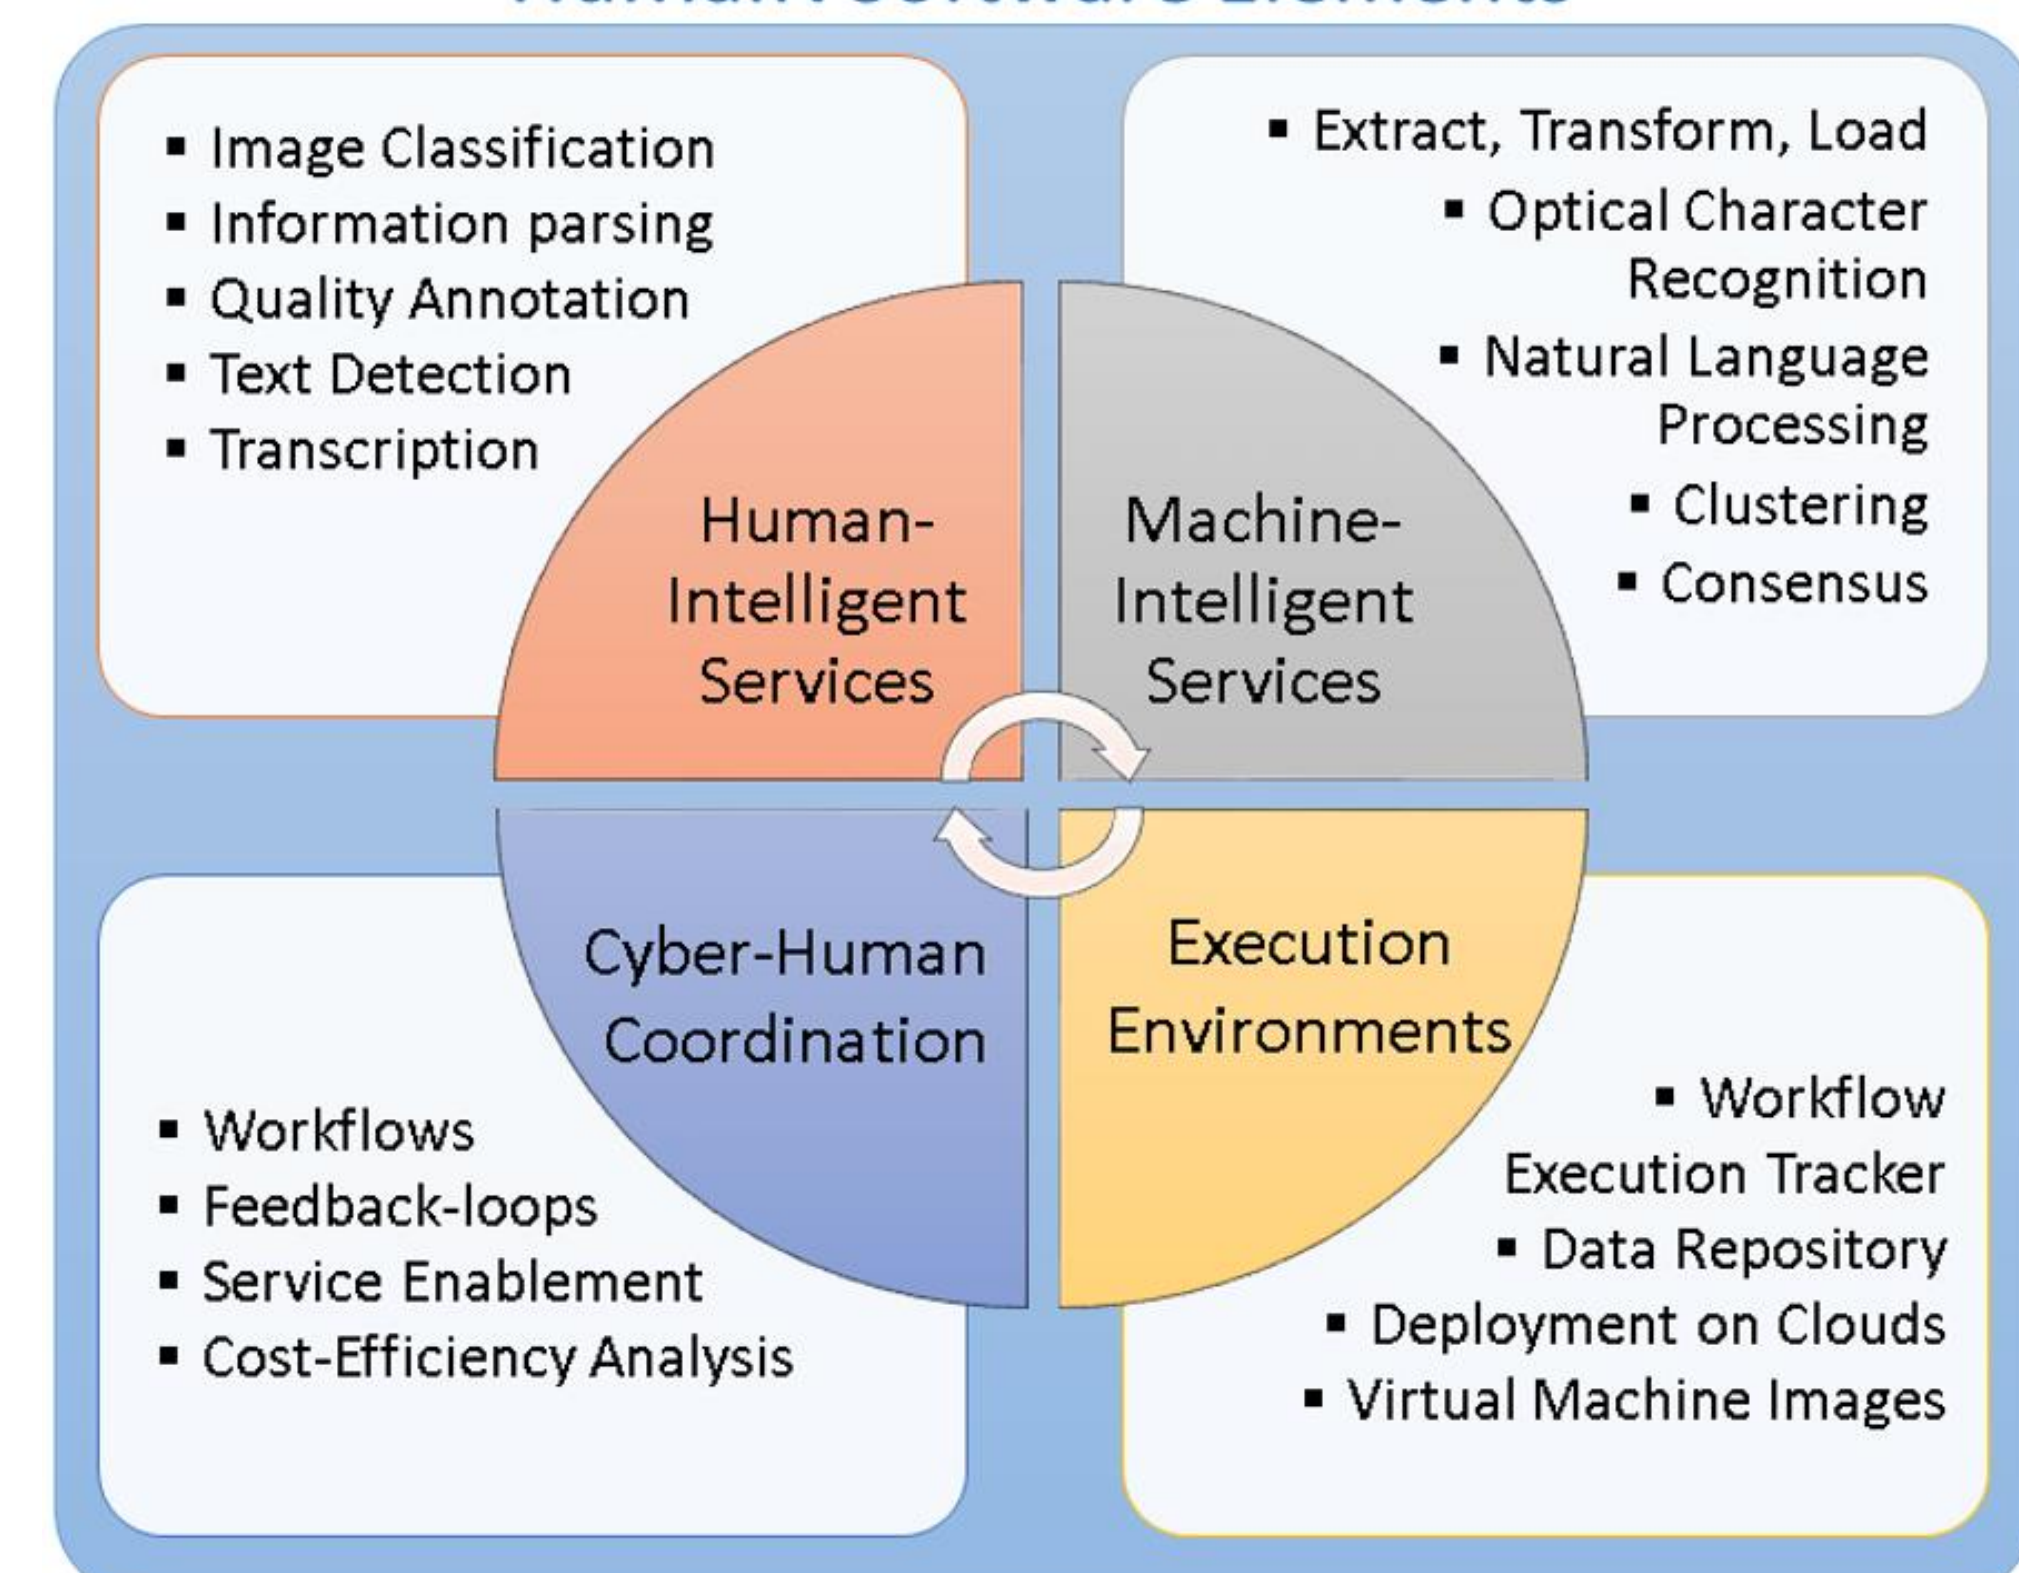 Software Elements
Image Classification
Information parsing
Quality Annotation
Text Detection
Transcription
Human-
Intelligent
Services
Extract, Transform, Load
Optical Character
Recognition
Natural Language
Processing
Clustering
Consensus
Machine-
Intelligent
Services
Cyber-Human
Coordination
Workflows
Feedback-loops
Service Enablement
Cost-Efficiency Analysis
Execution
Environments
Workflow
Execution Tracker
Data Repository
Deployment on Clouds
Virtual Machine Images